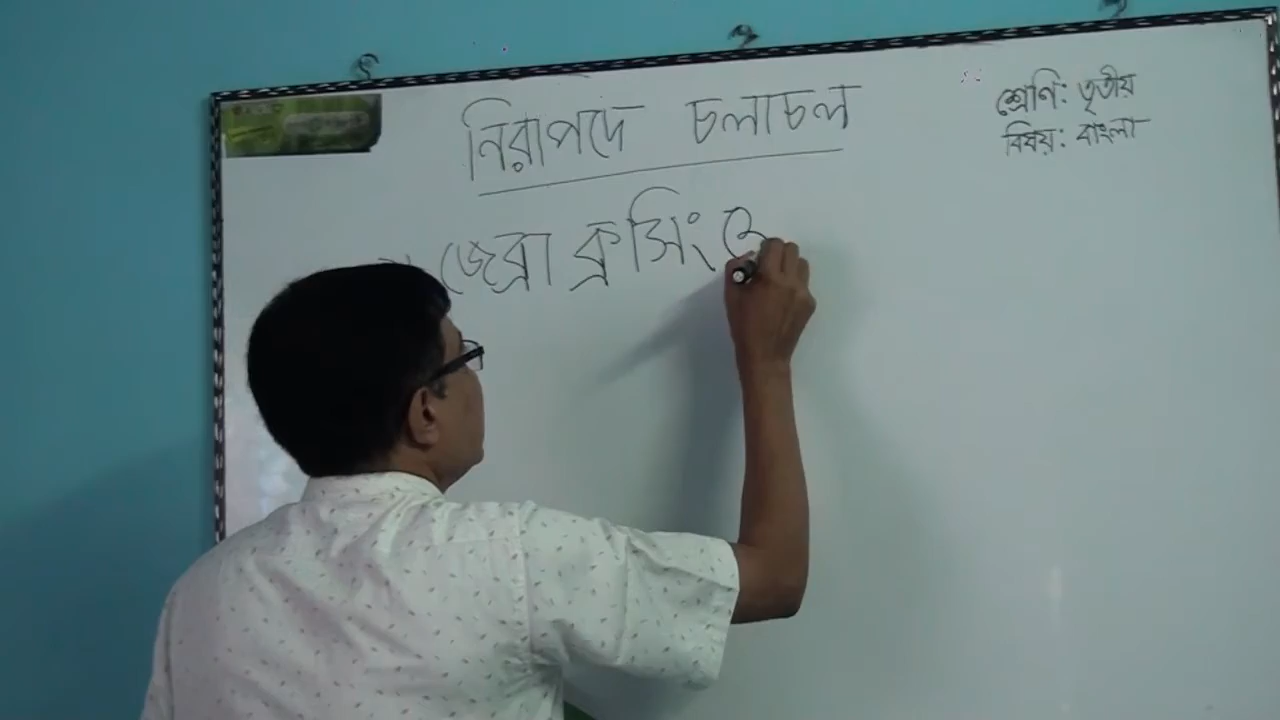 নিরাপদে চলাচল
শ্রেণি: তৃতীয়
বিষয়: বাংলা
জেব্রা ক্রসিং ও